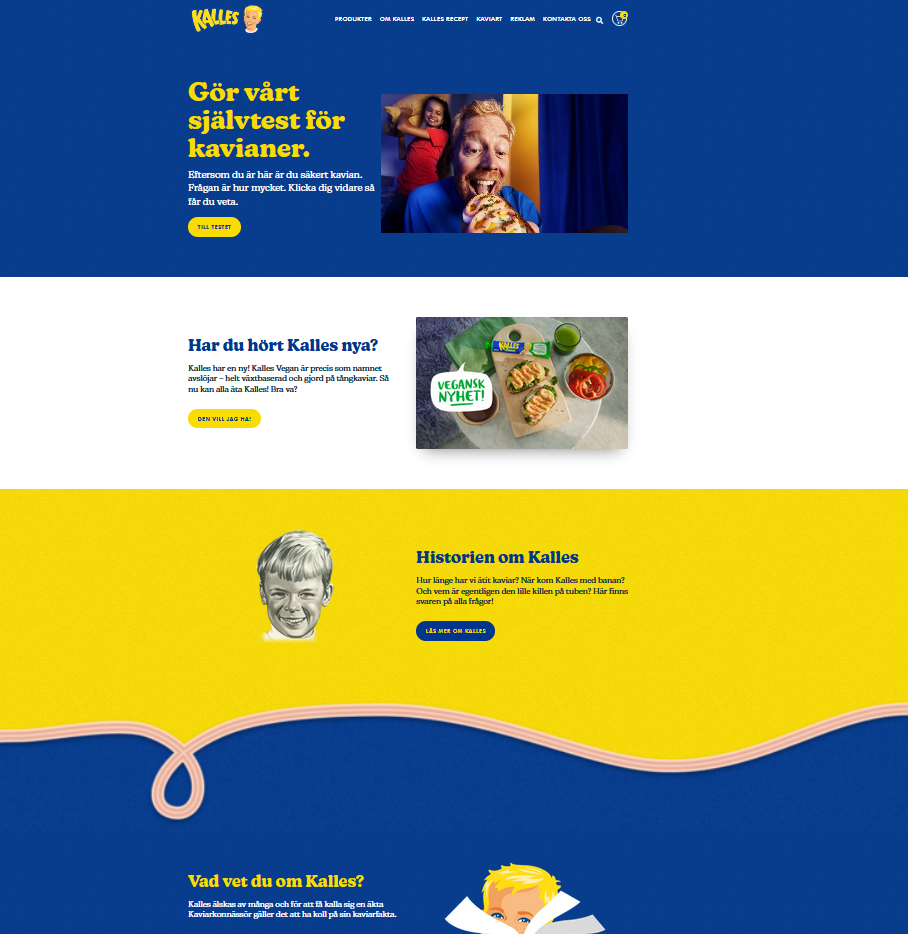 KALLES
PRODUKTER OM KALLES KALLES RECEPT KAVIART REKLAM KONTAKTA OSS
Gör vårt
självtest för
kavianer.
Eftersom du är här är du säkert kavian.
Frågan är hur mycket. Klicka dig vidare så
får du veta.
TILL TESTET
Har du hört Kalles nya?
Kalles har en ny! Kalles Vegan är precis som namnet
avslöjar – helt växtbaserad och gjord på tångkaviar. Så
nu kan alla äta Kalles! Bra va?
DEN VILL JAG HA!
KALLES
VEGANSK
NYHET!
Historien om Kalles
Hur länge har vi ätit kaviar? När kom Kalles med banan?
Och vem är egentligen den lille killen på tuben? Här finns
svaren på alla frågor!
LÄS MER OM KALLES
Vad vet du om Kalles?
Kalles älskas av många och för att få kalla sig en äkta
Kaviarkonnässör gäller det att ha koll på sin kaviarfakta.